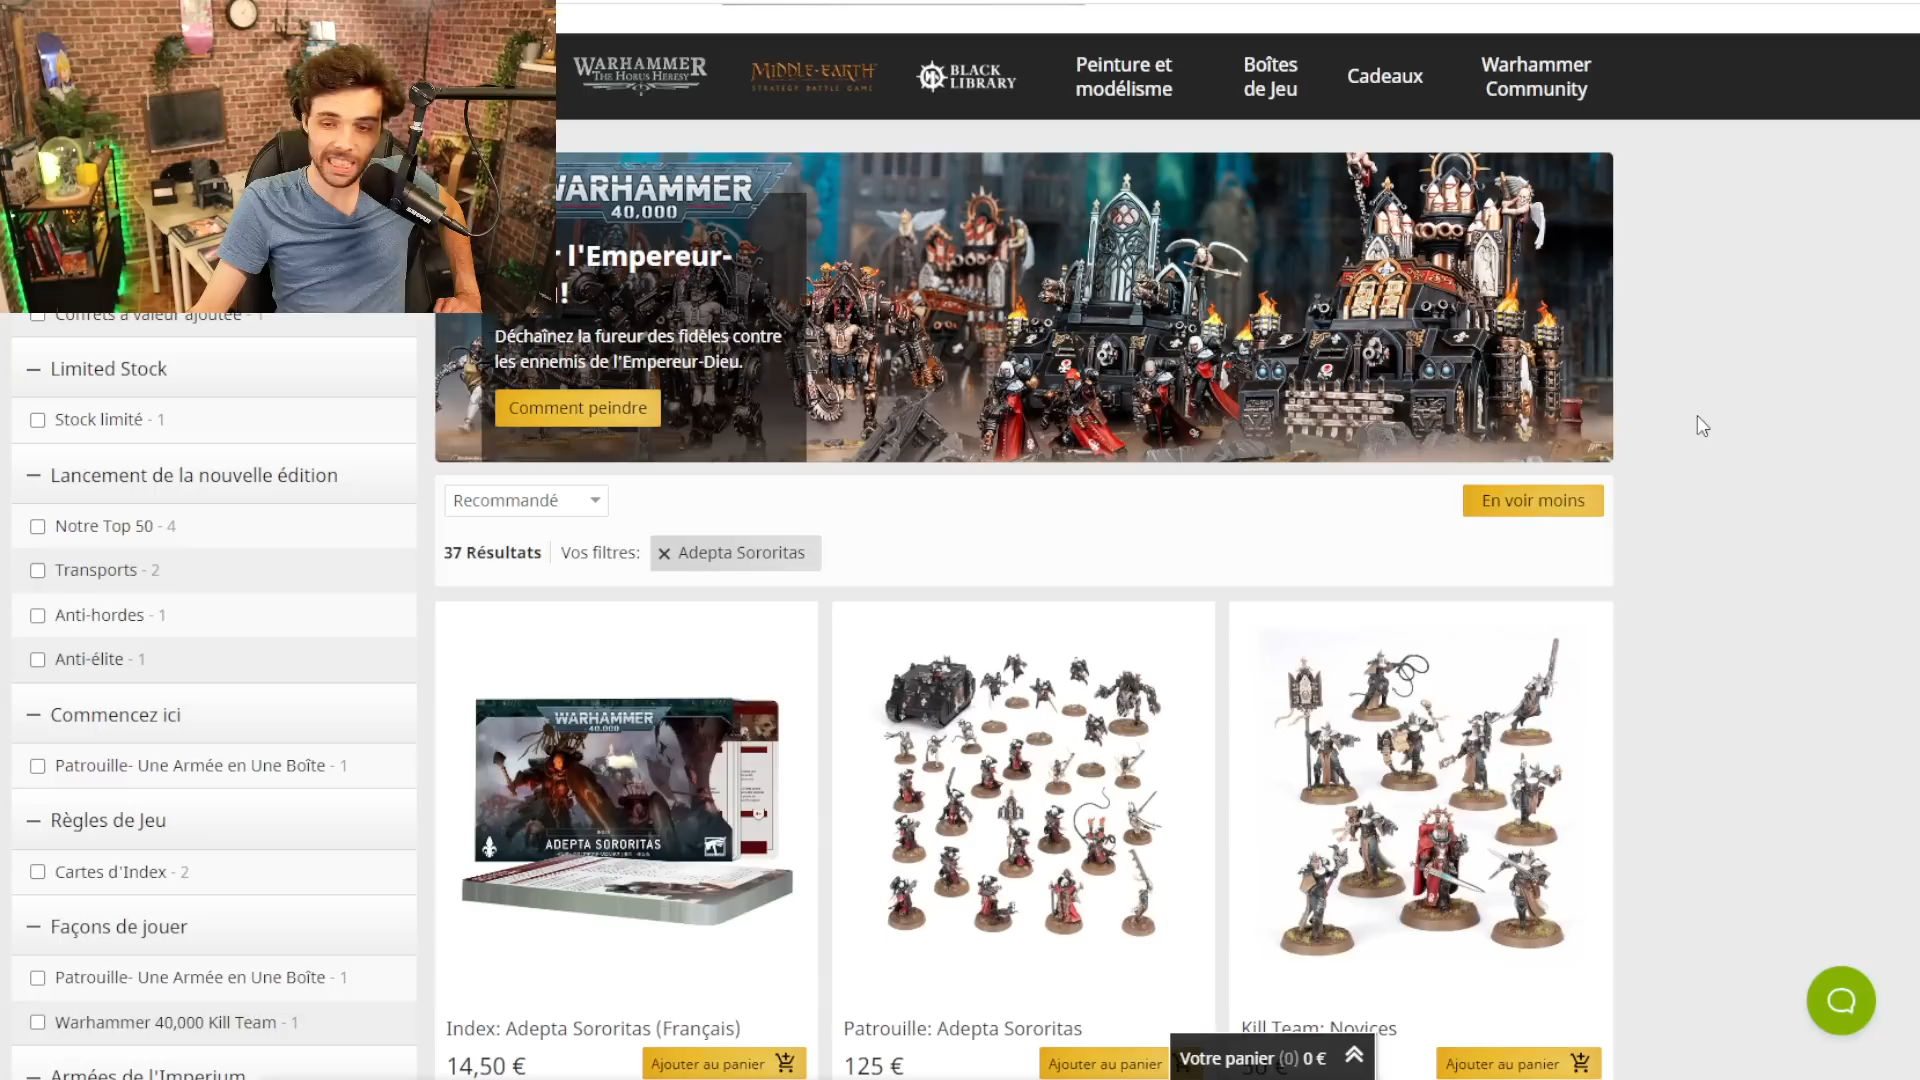 WARHAMMER
THE HORUS HERESY
MIDDLE-EARTH
STRATEGY BATTLE GAME
BLACK
LIBRARY
Peinture et
modélisme
Boîtes
de Jeu
Cadeaux
Warhammer
Community
WARHAMMER
40,000
l'Empereur-
!
Déchaînez la fureur des fidèles contre
les ennemis de l'Empereur-Dieu.
Comment peindre
Coffrets à valeur ajoutée - 1
Limited Stock
Stock limité - 1
Lancement de la nouvelle édition
Notre Top 50 - 4
Transports - 2
Anti-hordes - 1
Anti-élite - 1
Commencez ici
Patrouille- Une Armée en Une Boîte - 1
Règles de Jeu
Cartes d'Index - 2
Façons de jouer
Patrouille- Une Armée en Une Boîte - 1
Warhammer 40,000 Kill Team - 1
Armées de l'Imperium
Recommandé
En voir moins
37 Résultats
Vos filtres:
Adepta Sororitas
WARHAMMER
40,000
ADEPTA SORORITAS
Index: Adepta Sororitas (Français)
14,50 €
Ajouter au panier
Patrouille: Adepta Sororitas
125 €
Ajouter au panier
Kill Team: Novices
Ajouter au panier
Votre panier (0) 0 €
SHURE